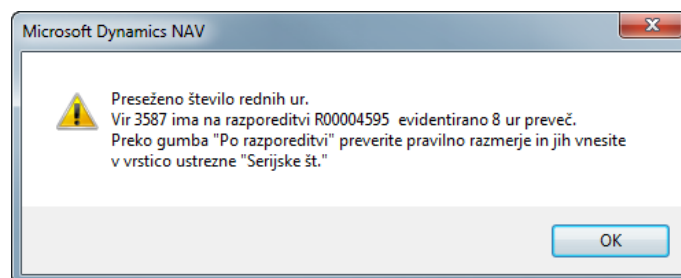 Microsoft Dynamics NAV
Preseženo število rednih ur.
Vir 3587 ima na razporeditvi R00004595  evidentirano 8 ur preveč.
Preko gumba "Po razporeditvi" preverite pravilno razmerje in jih vnesite
v vrstico ustrezne "Serijske št."
OK